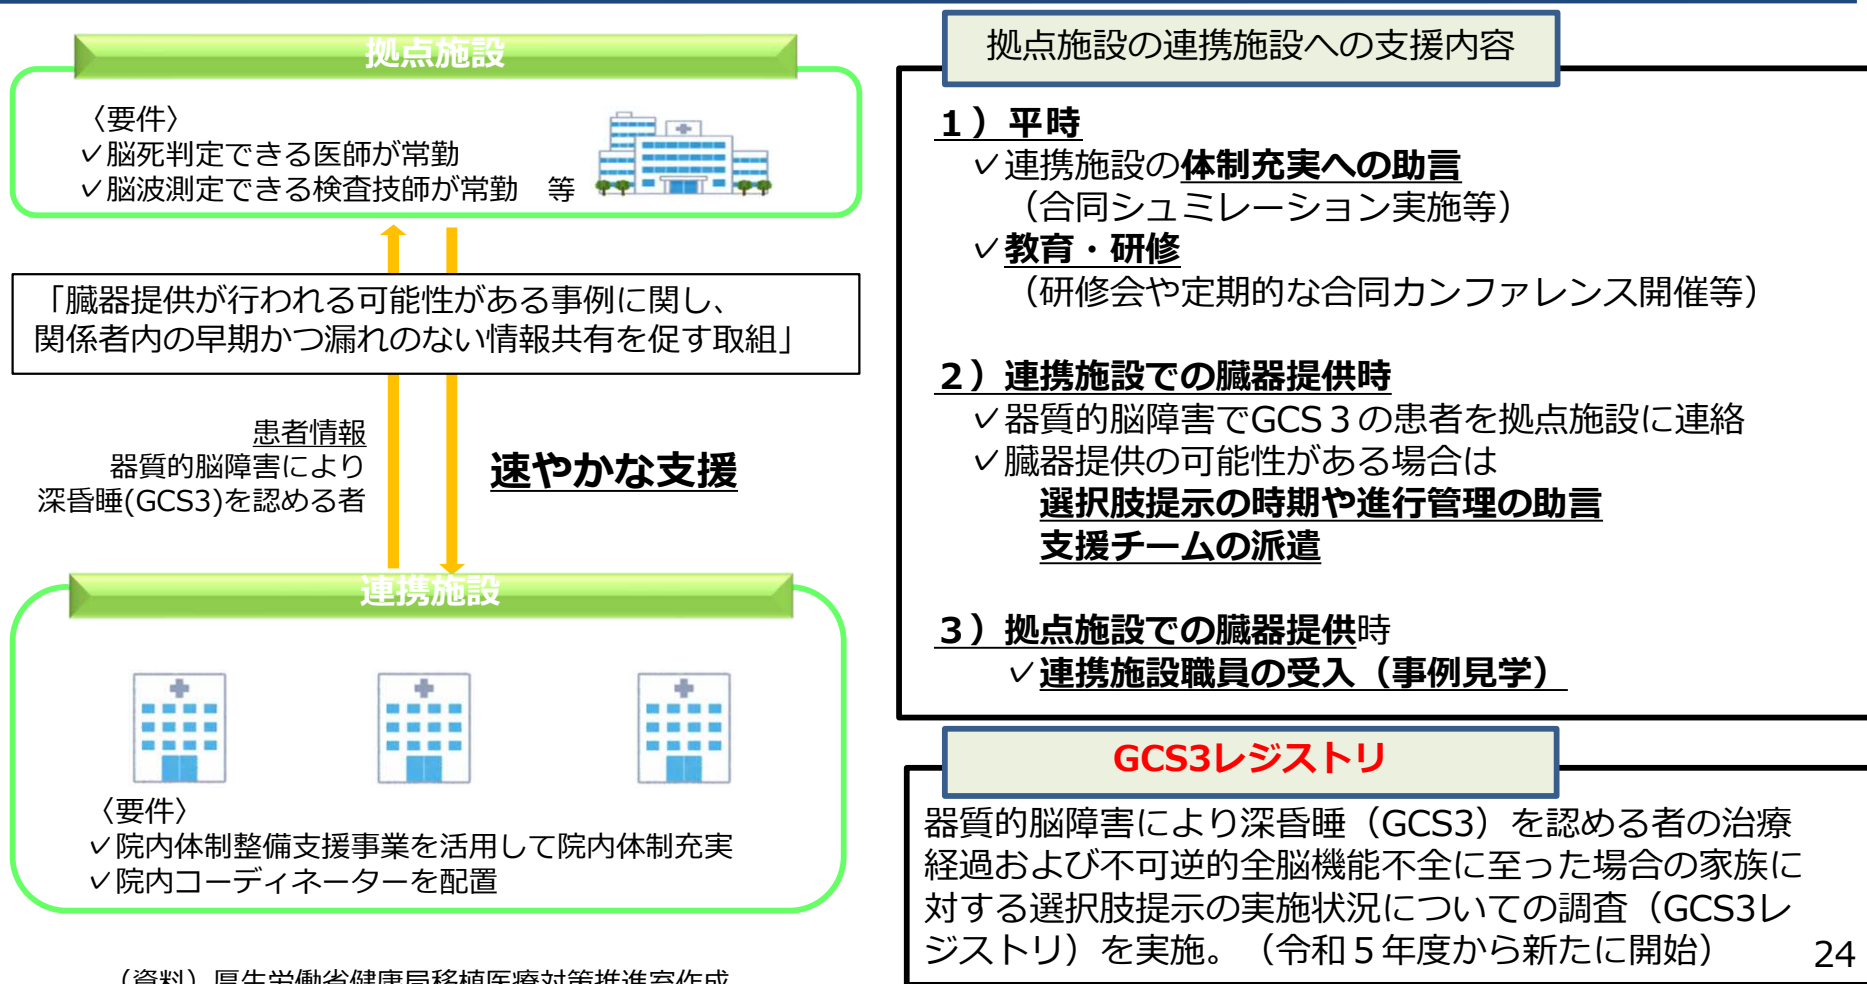 拠点施設
〈要件〉
✓脳死判定できる医師が常勤
✓脳波測定できる検査技師が常勤　等
「臓器提供が行われる可能性がある事例に関し、
関係者内の早期かつ漏れのない情報共有を促す取組」
患者情報
器質的脳障害により
深昏睡(GCS3)を認める者
速やかな支援
連携施設
〈要件〉
✓院内体制整備支援事業を活用して院内体制充実
✓院内コーディネーターを配置
（資料）厚生労働省健康局移植医療対策推進室作成
拠点施設の連携施設への支援内容
１）平時
✓連携施設の体制充実への助言
（合同シュミレーション実施等）
✓教育・研修
（研修会や定期的な合同カンファレンス開催等）
２）連携施設での臓器提供時
✓器質的脳障害でGCS３の患者を拠点施設に連絡
✓臓器提供の可能性がある場合は
選択肢提示の時期や進行管理の助言
支援チームの派遣
３）拠点施設での臓器提供時
✓連携施設職員の受入（事例見学）
GCS3レジストリ
器質的脳障害により深昏睡（GCS3）を認める者の治療
経過および不可逆的全脳機能不全に至った場合の家族に
対する選択肢提示の実施状況についての調査（GCS3レ
ジストリ）を実施。（令和５年度から新たに開始）
24